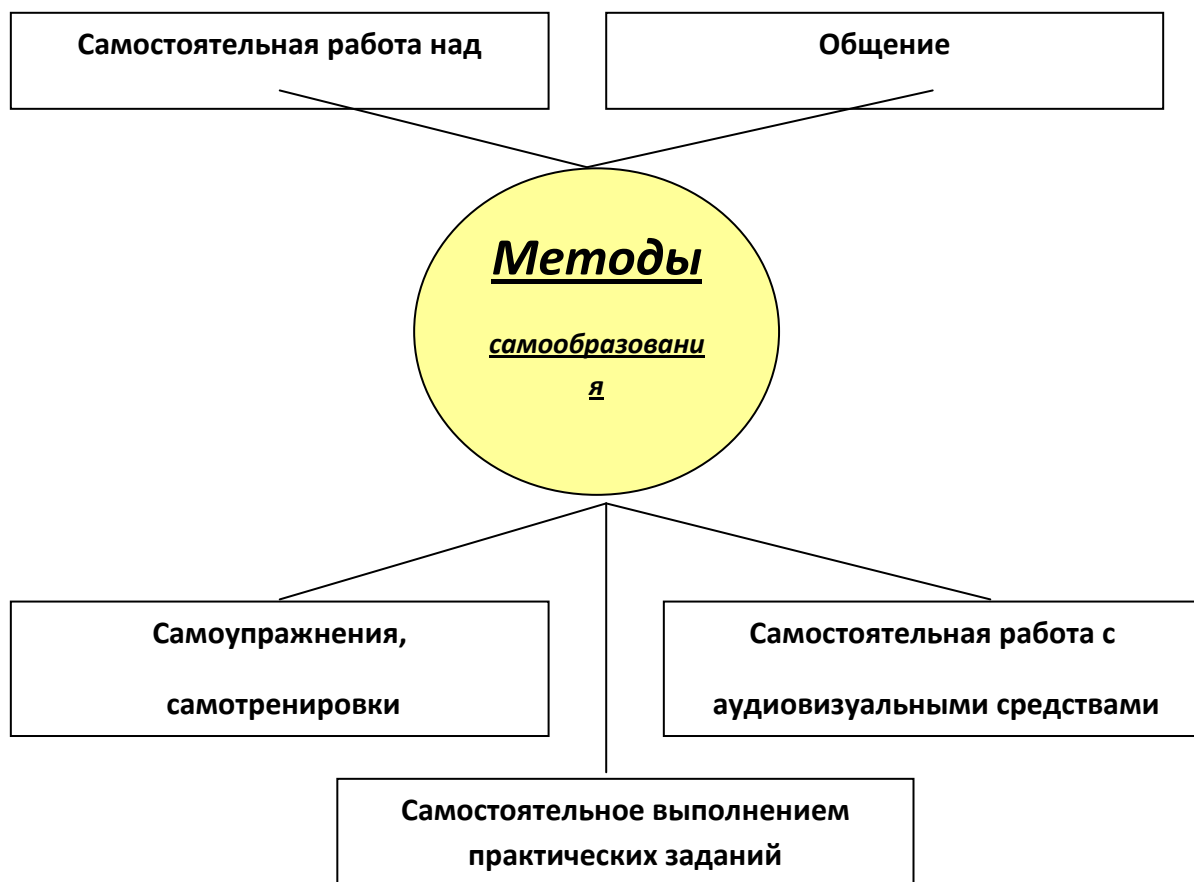 Самостоятельная работа над
Общение
Методы
самообразовани
я
Самоупражнения,
самотренировки
Самостоятельная работа с
аудиовизуальными средствами
Самостоятельное выполнением
практических заданий